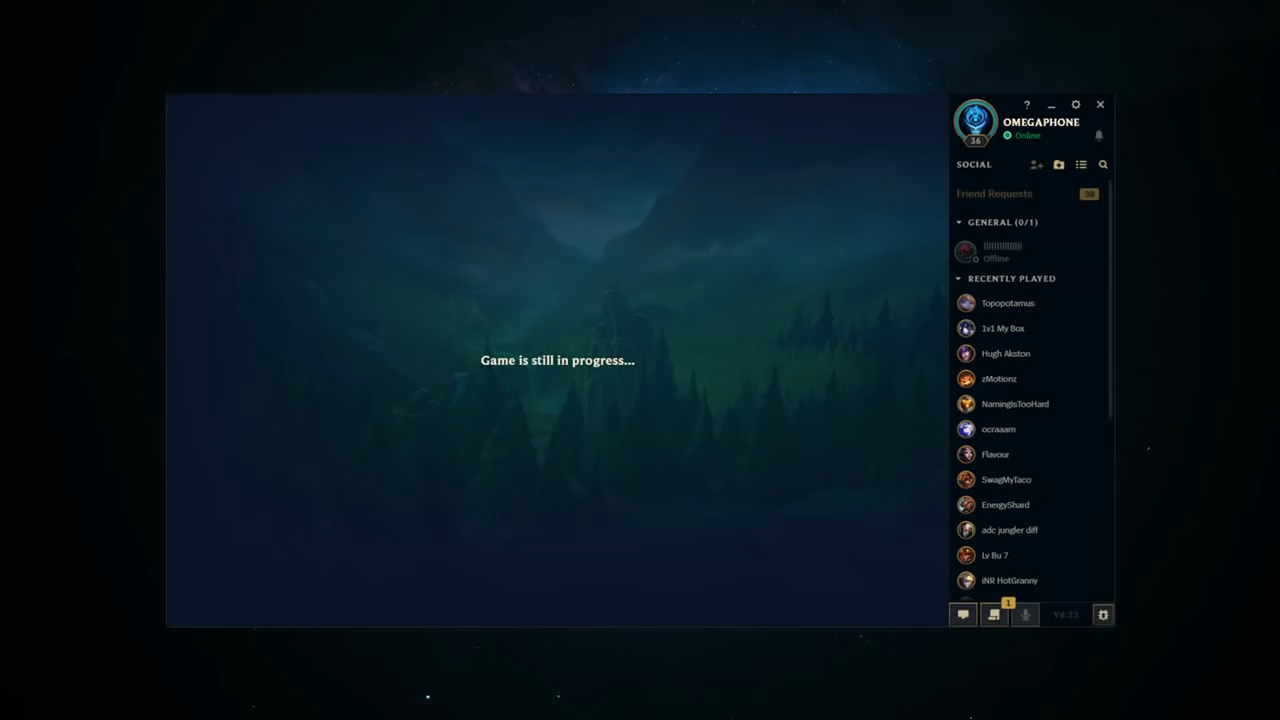 ?
OMEGAPHONE
36
Online
SOCIAL
Friend Requests
38
GENERAL (0/1)
Offline
RECENTLY PLAYED
Topopotamus
1v1 My Box
Hugh Akston
Game is still in progress...
zMotionz
NamingIsTooHard
ocraaam
Flavour
SwagMyTaco
EnergyShard
adc jungler diff
Lv Bu 7
iNR HotGranny
1